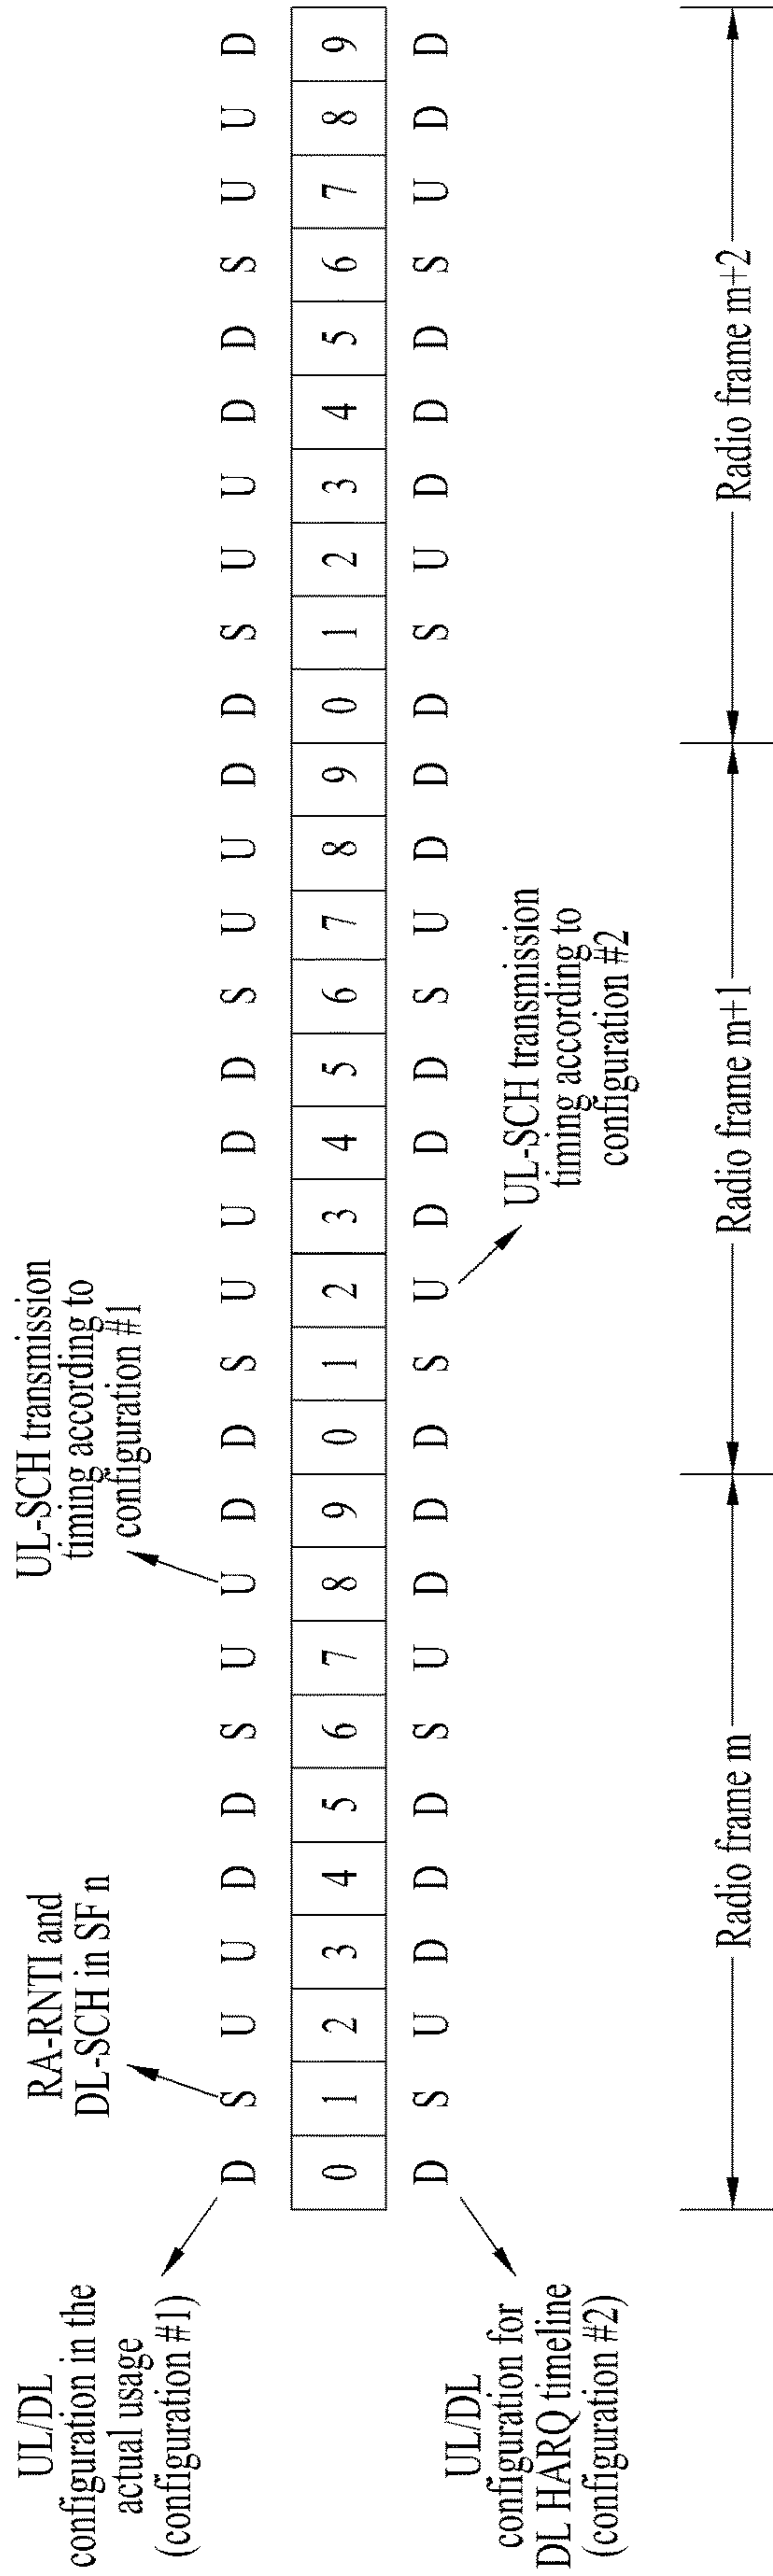 UL/DL
configuration in the
actual usage
(configuration #1)
RA-RNTI and
DL-SCH in SF n
UL-SCH transmission
timing according to
configuration #1
D S U U D D S U U D D S U U D D S U U D D S U U D D S U U D
0 1 2 3 4 5 6 7 8 9 0 1 2 3 4 5 6 7 8 9 0 1 2 3 4 5 6 7 8 9
D S U D D D S U D D D S U D D D S U D D D S U D D D S U D D
UL/DL
configuration for
DL HARQ timeline
(configuration #2)
UL-SCH transmission
timing according to
configuration #2
Radio frame m
Radio frame m+1
Radio frame m+2